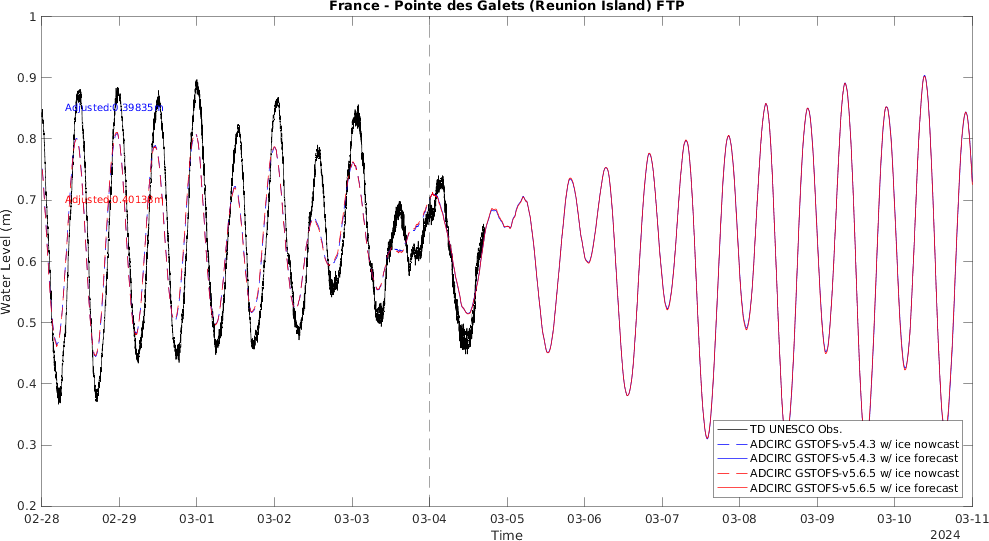 France - Pointe des Galets (Reunion Island) FTP
1
0.9
0.8
0.7
0.6
0.5
0.4
0.3
0.2
Water Level (m)
Adjusted:0.39835m
Adjusted:0.40138m
TD UNESCO Obs.
ADCIRC GSTOFS-v5.4.3 w/ ice nowcast
ADCIRC GSTOFS-v5.4.3 w/ ice forecast
ADCIRC GSTOFS-v5.6.5 w/ ice nowcast
ADCIRC GSTOFS-v5.6.5 w/ ice forecast
02-28 02-29 03-01 03-02 03-03 03-04 03-05 03-06 03-07 03-08 03-09 03-10 03-11
Time
2024